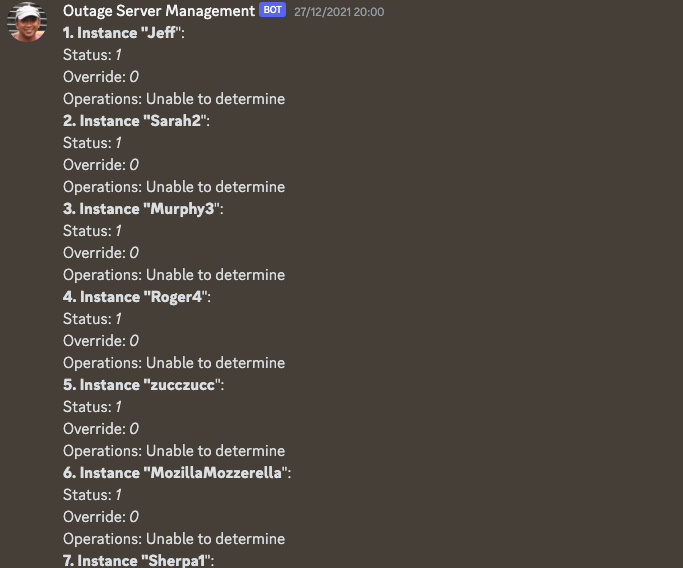 Outage Server Management BOT 27/12/2021 20:00
1. Instance "Jeff":
Status: 1
Override: 0
Operations: Unable to determine
2. Instance "Sarah2":
Status: 1
Override: 0
Operations: Unable to determine
3. Instance "Murphy3":
Status: 1
Override: 0
Operations: Unable to determine
4. Instance "Roger4":
Status: 1
Override: 0
Operations: Unable to determine
5. Instance "zucczucc":
Status: 1
Override: 0
Operations: Unable to determine
6. Instance "MozillaMozzerella":
Status: 1
Override: 0
Operations: Unable to determine
7. Instance "Sherpa1":